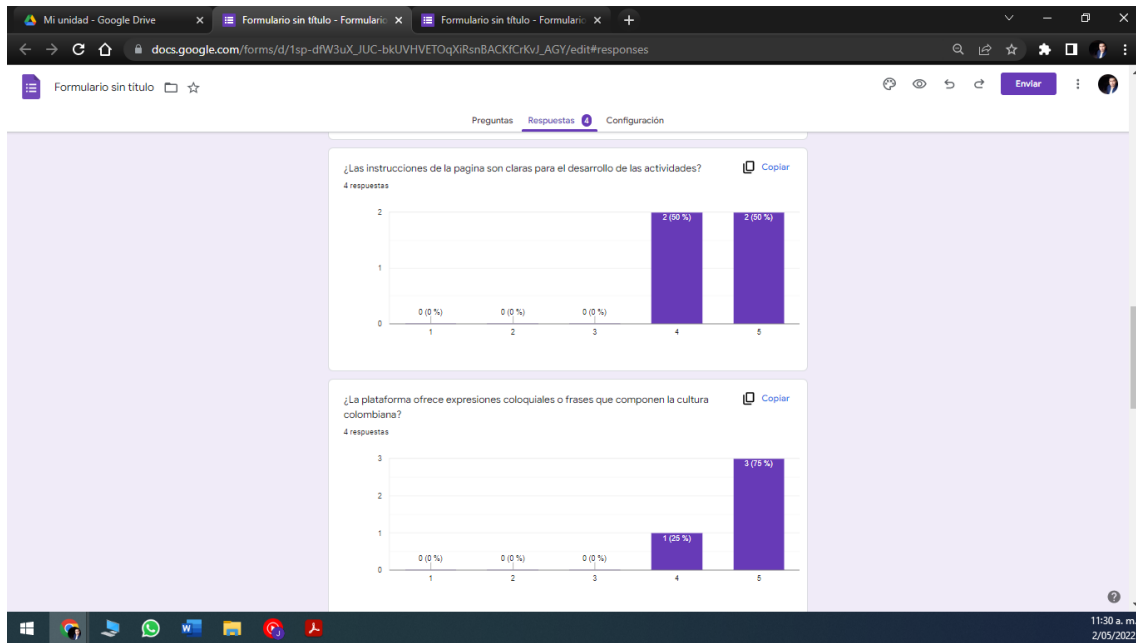 Mi unidad - Google Drive
Formulario sin título - Formulario
Formulario sin título - Formulario
docs.google.com/forms/d/1sp-dfW3uX_JUC-bkUVHVETOqXiRsnBACKfCrKvJ_AGY/edit#responses
Formulario sin título
Enviar
Preguntas Respuestas 4 Configuración
¿Las instrucciones de la pagina son claras para el desarrollo de las actividades?
Copiar
4 respuestas
2
1
0
2 (50 %)
2 (50 %)
0 (0 %)
0 (0 %)
0 (0 %)
1 2 3 4 5
¿La plataforma ofrece expresiones coloquiales o frases que componen la cultura
colombiana?
Copiar
4 respuestas
3
2
1
0
3 (75 %)
1 (25 %)
0 (0 %)
0 (0 %)
0 (0 %)
1 2 3 4 5
11:30 a. m.
2/05/2022